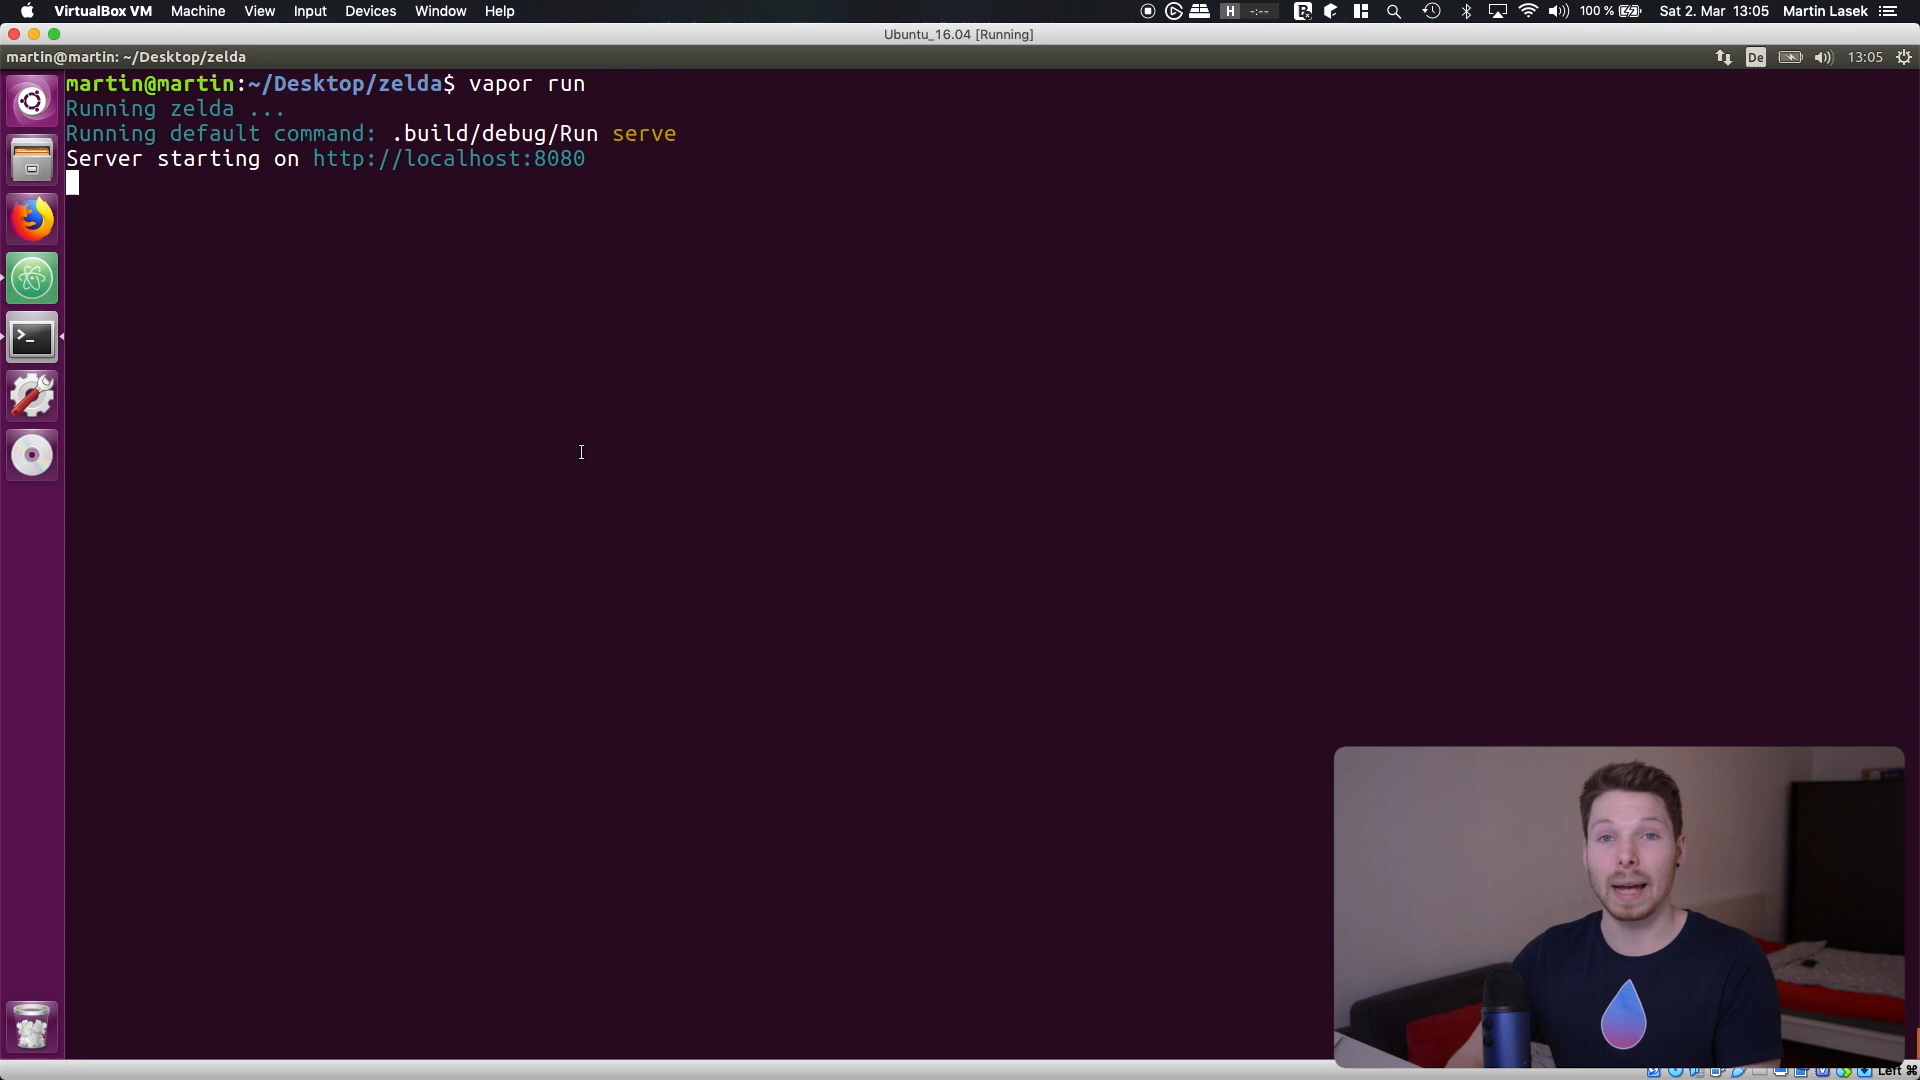 VirtualBox VM Machine View Input Devices Window Help
H -:-- 100 % Sat 2. Mar 13:05 Martin Lasek
Ubuntu_16.04 [Running]
martin@martin: ~/Desktop/zelda
De 13:05
martin@martin:~/Desktop/zelda$ vapor run
Running zelda ...
Running default command: .build/debug/Run serve
Server starting on http://localhost:8080
>_
Left ⌘